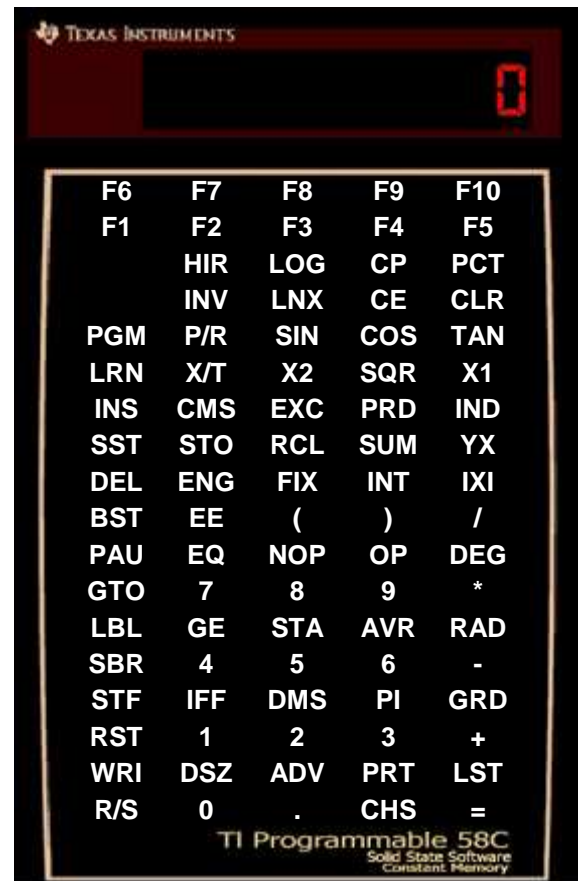 TEXAS INSTRUMENTS
0
F6 F7 F8 F9 F10
F1 F2 F3 F4 F5
HIR LOG CP PCT
INV LNX CE CLR
PGM P/R SIN COS TAN
LRN X/T X2 SQR X1
INS CMS EXC PRD IND
SST STO RCL SUM YX
DEL ENG FIX INT IXI
BST EE ( ) /
PAU EQ NOP OP DEG
GTO 7 8 9 *
LBL GE STA AVR RAD
SBR 4 5 6 -
STF IFF DMS PI GRD
RST 1 2 3 +
WRI DSZ ADV PRT LST
R/S 0 . CHS =
TI Programmable 58C
Solid State Software
Constant Memory